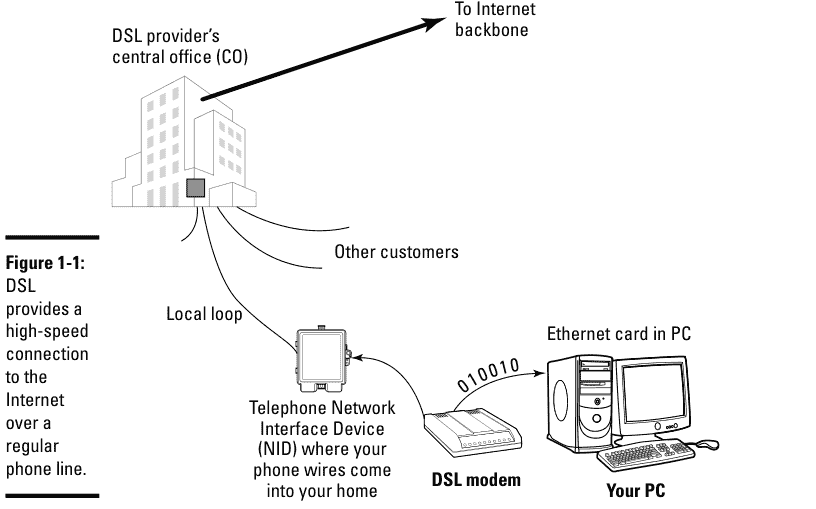 To Internet
backbone
DSL provider's
central office (CO)
Other customers
Local loop
Figure 1-1:
DSL
provides a
high-speed
connection
to the
Internet
over a
regular
phone line.
Ethernet card in PC
010010
Telephone Network
Interface Device
(NID) where your
phone wires come
into your home
DSL modem
Your PC